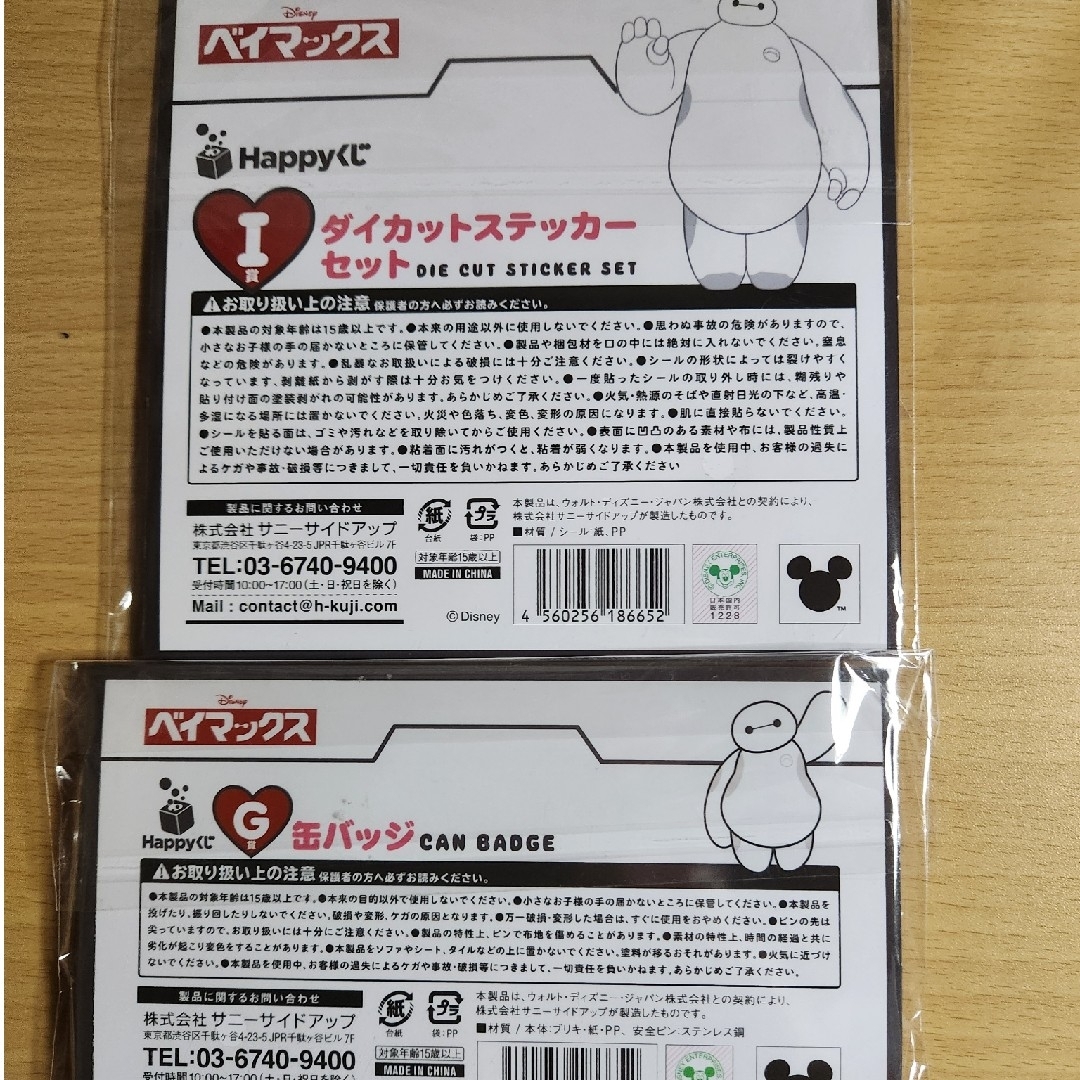 Disney
ベイマックス
Happyくじ
I賞
ダイカットステッカー
セット DIE CUT STICKER SET
⚠お取り扱い上の注意 保護者の方へ必ずお読みください。
●本製品の対象年齢は15歳以上です。●本来の用途以外に使用しないでください。●思わぬ事故の危険がありますので、
小さなお子様の手の届かないところに保管してください。●製品や梱包材を口の中には絶対に入れないでください。窒息
などの危険があります。●乱暴なお取扱いによる破損には十分ご注意ください。●シールの形状によっては裂けやすく
なっています、剥離紙から剥がす際は十分お気をつけください。●一度貼ったシールの取り外し時には、糊残りや
貼り付け面の塗装剥がれの可能性があります。あらかじめご了承ください。●火気・熱源のそばや直射日光の下など、高温・
多湿になる場所には置かないでください。火災や色落ち、変色、変形の原因になります。●肌に直接貼らないでください。
●シールを貼る面は、ゴミや汚れなどを取り除いてからご使用ください。●表面に凹凸のある素材や布には、製品性質上
ご使用いただけない場合があります。●粘着面に汚れがつくと、粘着が弱くなります。●本製品を使用中、お客様の過失に
よるケガや事故・破損等につきまして、一切責任を負いかねます。あらかじめご了承ください
製品に関するお問い合わせ
株式会社 サニーサイドアップ
東京都渋谷区千駄ヶ谷4-23-5 JPR千駄ヶ谷ビル 7F
TEL:03-6740-9400
受付時間10:00~17:00(土・日・祝日を除く)
Mail : contact@h-kuji.com
紙
台紙
プラ
袋:PP
対象年齢15歳以上
MADE IN CHINA
©Disney
本製品は、ウォルト・ディズニー・ジャパン株式会社との契約により、
株式会社サニーサイドアップが製造したものです。
■材質 / シール 紙、PP
4 560256 186652
日本国内
販売許可
1228
TM
Disney
ベイマックス
Happyくじ
G賞
缶バッジ CAN BADGE
⚠お取り扱い上の注意 保護者の方へ必ずお読みください。
●本製品の対象年齢は15歳以上です。●本来の目的以外で使用しないでください。●小さなお子様の手の届かないところに保管してください。●本製品を
投げたり、振り回したりしないでください。破損や変形、ケガの原因となります。●万一破損・変形した場合は、すぐに使用をおやめください。●ピンの先は
尖っていますので、お取り扱いには十分にご注意ください。●製品の特性上、ピンで布地を傷めることがあります。●素材の特性上、時間の経過と共に
劣化が起こり変色をすることがあります。●本製品をソファやシート、タイルなどの上に置かないでください。塗料が移るおそれがあります。●火気に近づけ
ないでください。●本製品を使用中、お客様の過失によるケガや事故・破損等につきまして、一切責任を負いかねます。あらかじめご了承ください。
製品に関するお問い合わせ
株式会社 サニーサイドアップ
東京都渋谷区千駄ヶ谷4-23-5 JPR千駄ヶ谷ビル 7F
TEL:03-6740-9400
受付時間10:00~17:00(土・日・祝日を除く)
紙
台紙
プラ
袋:PP
対象年齢15歳以上
MADE IN CHINA
本製品は、ウォルト・ディズニー・ジャパン株式会社との契約により、
株式会社サニーサイドアップが製造したものです。
■材質 / 本体:ブリキ・紙・PP、安全ピン:ステンレス鋼